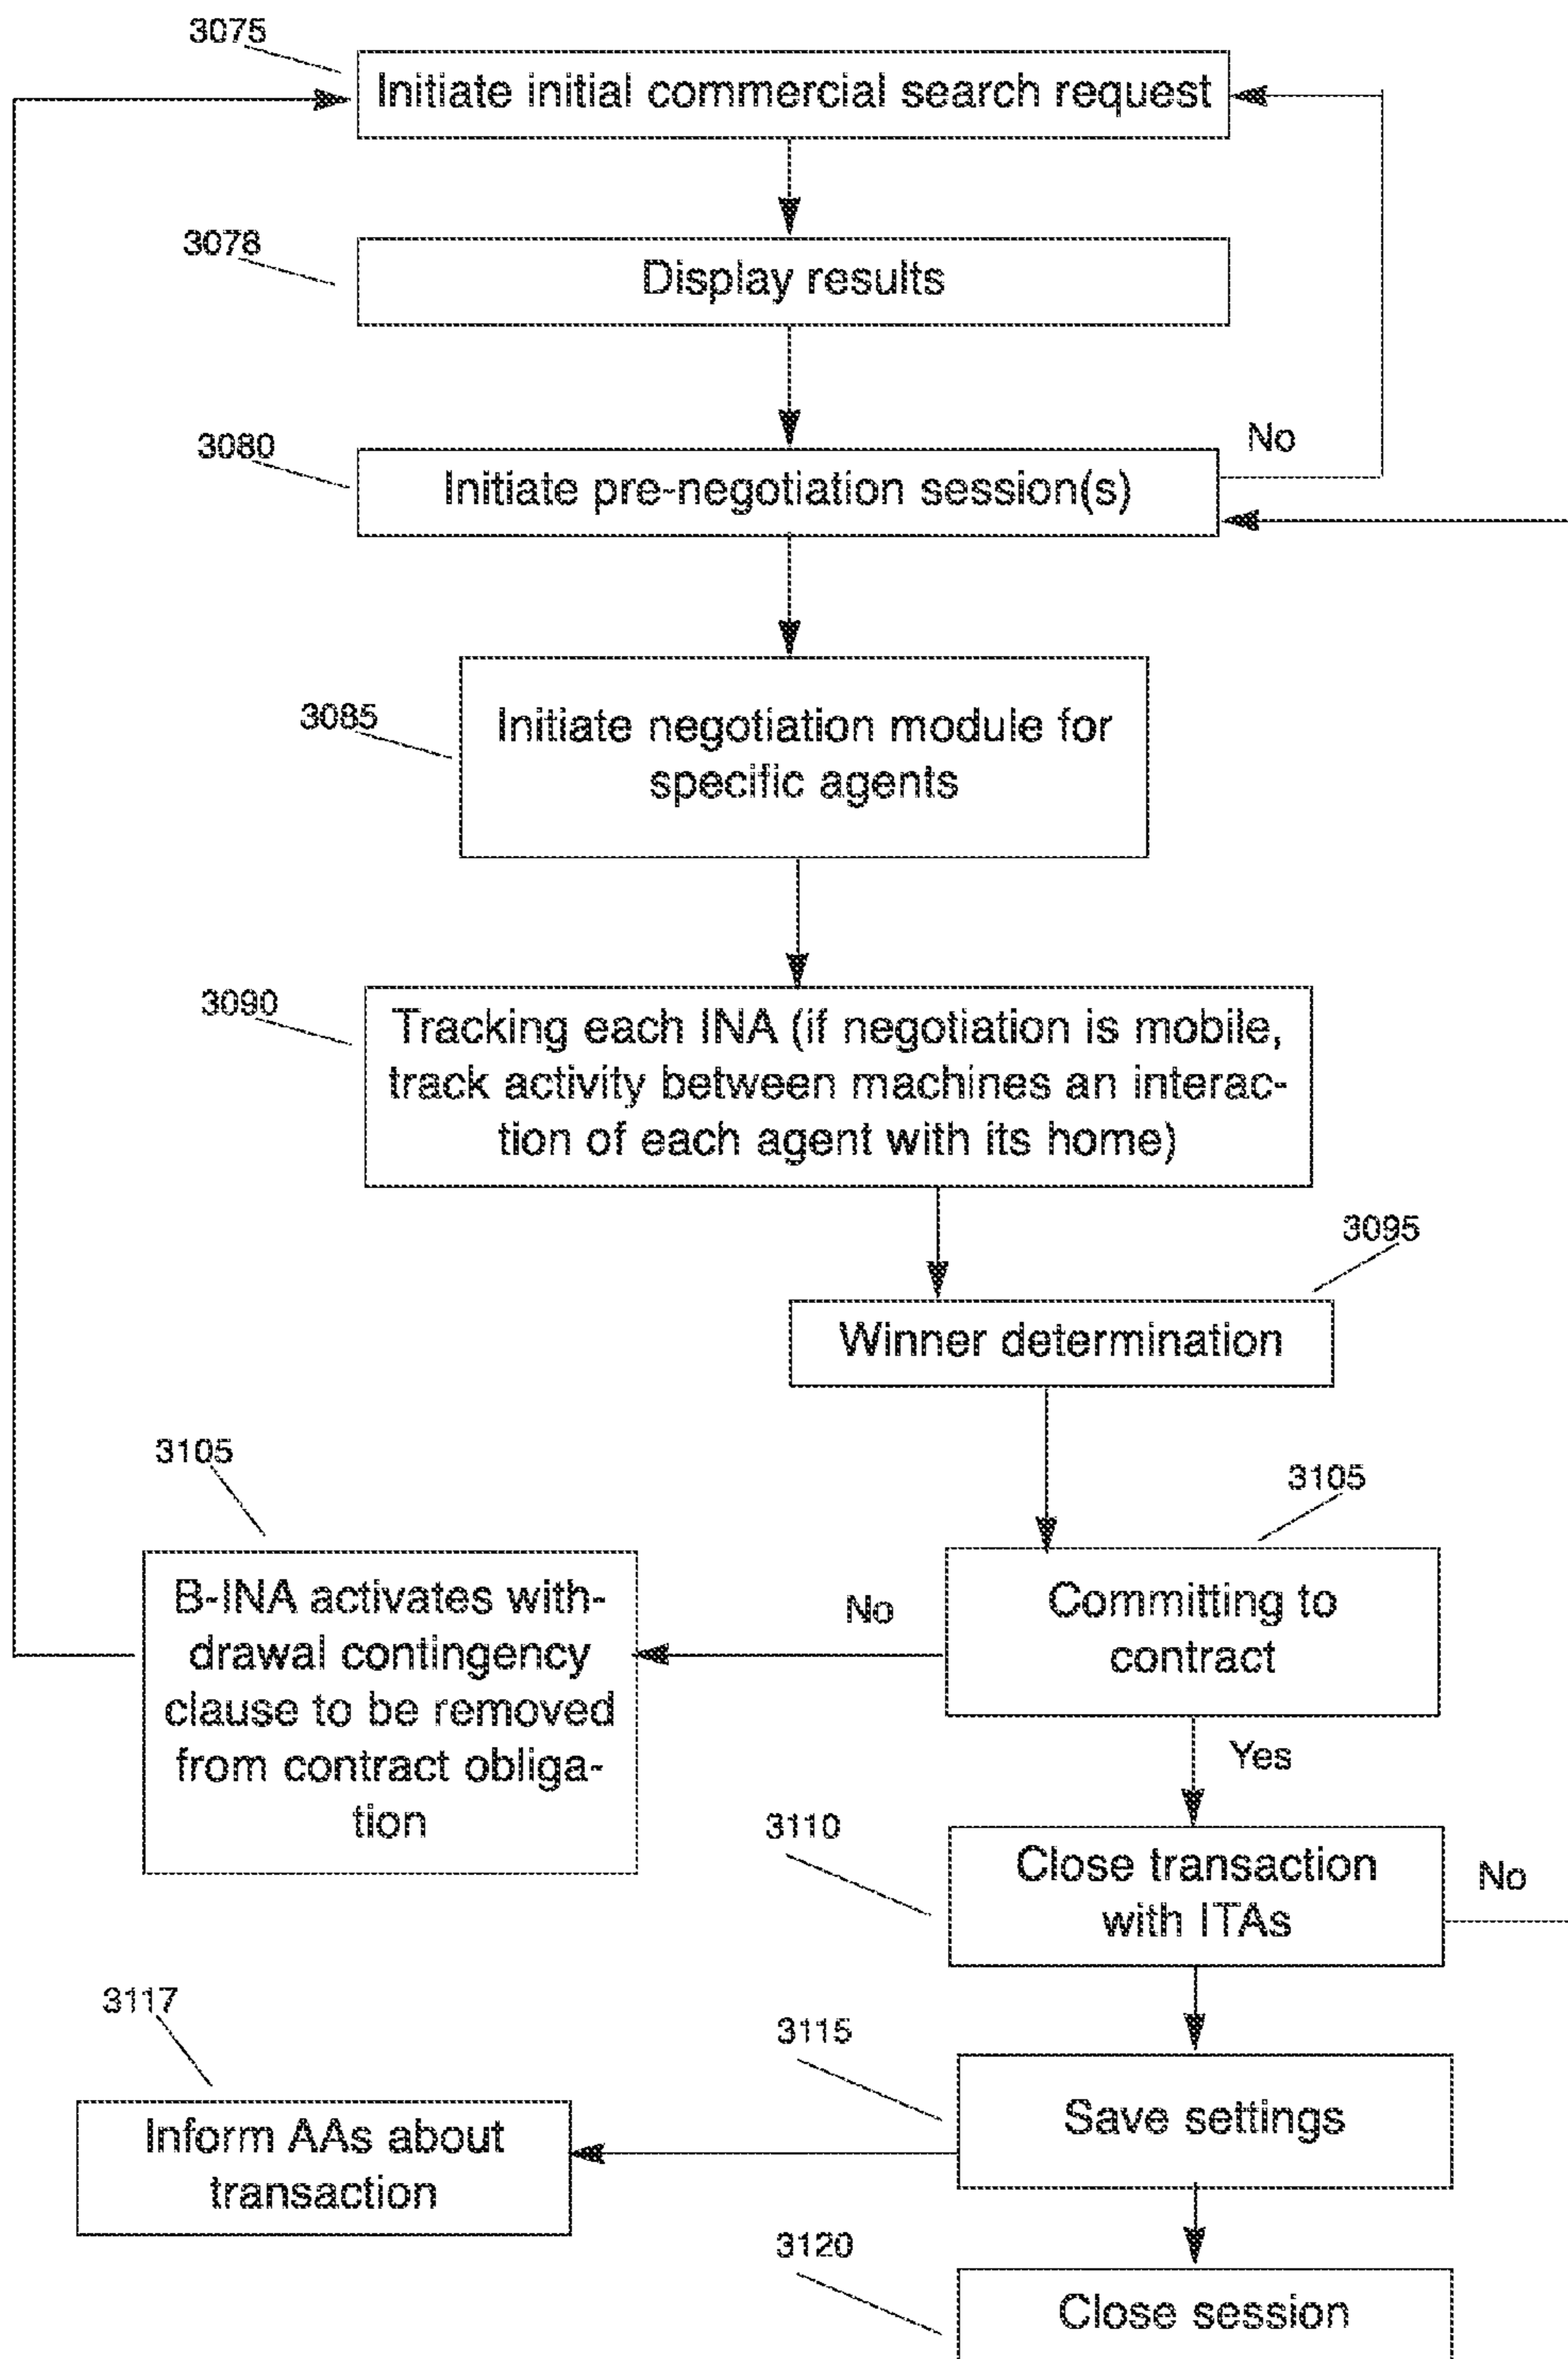 3075
Initiate initial commercial search request
3078
Display results
3080
No
Initiate pre-negotiation session(s)
3085
Initiate negotiation module for
specific agents
3090
Tracking each INA (if negotiation is mobile,
track activity between machines an interac-
tion of each agent with its home)
3095
Winner determination
3105
3105
B-INA activates with-
drawal contingency
clause to be removed
from contract obliga-
tion
No
Committing to
contract
Yes
3110
Close transaction
with ITAs
No
3117
3115
Inform AAs about
transaction
Save settings
3120
Close session